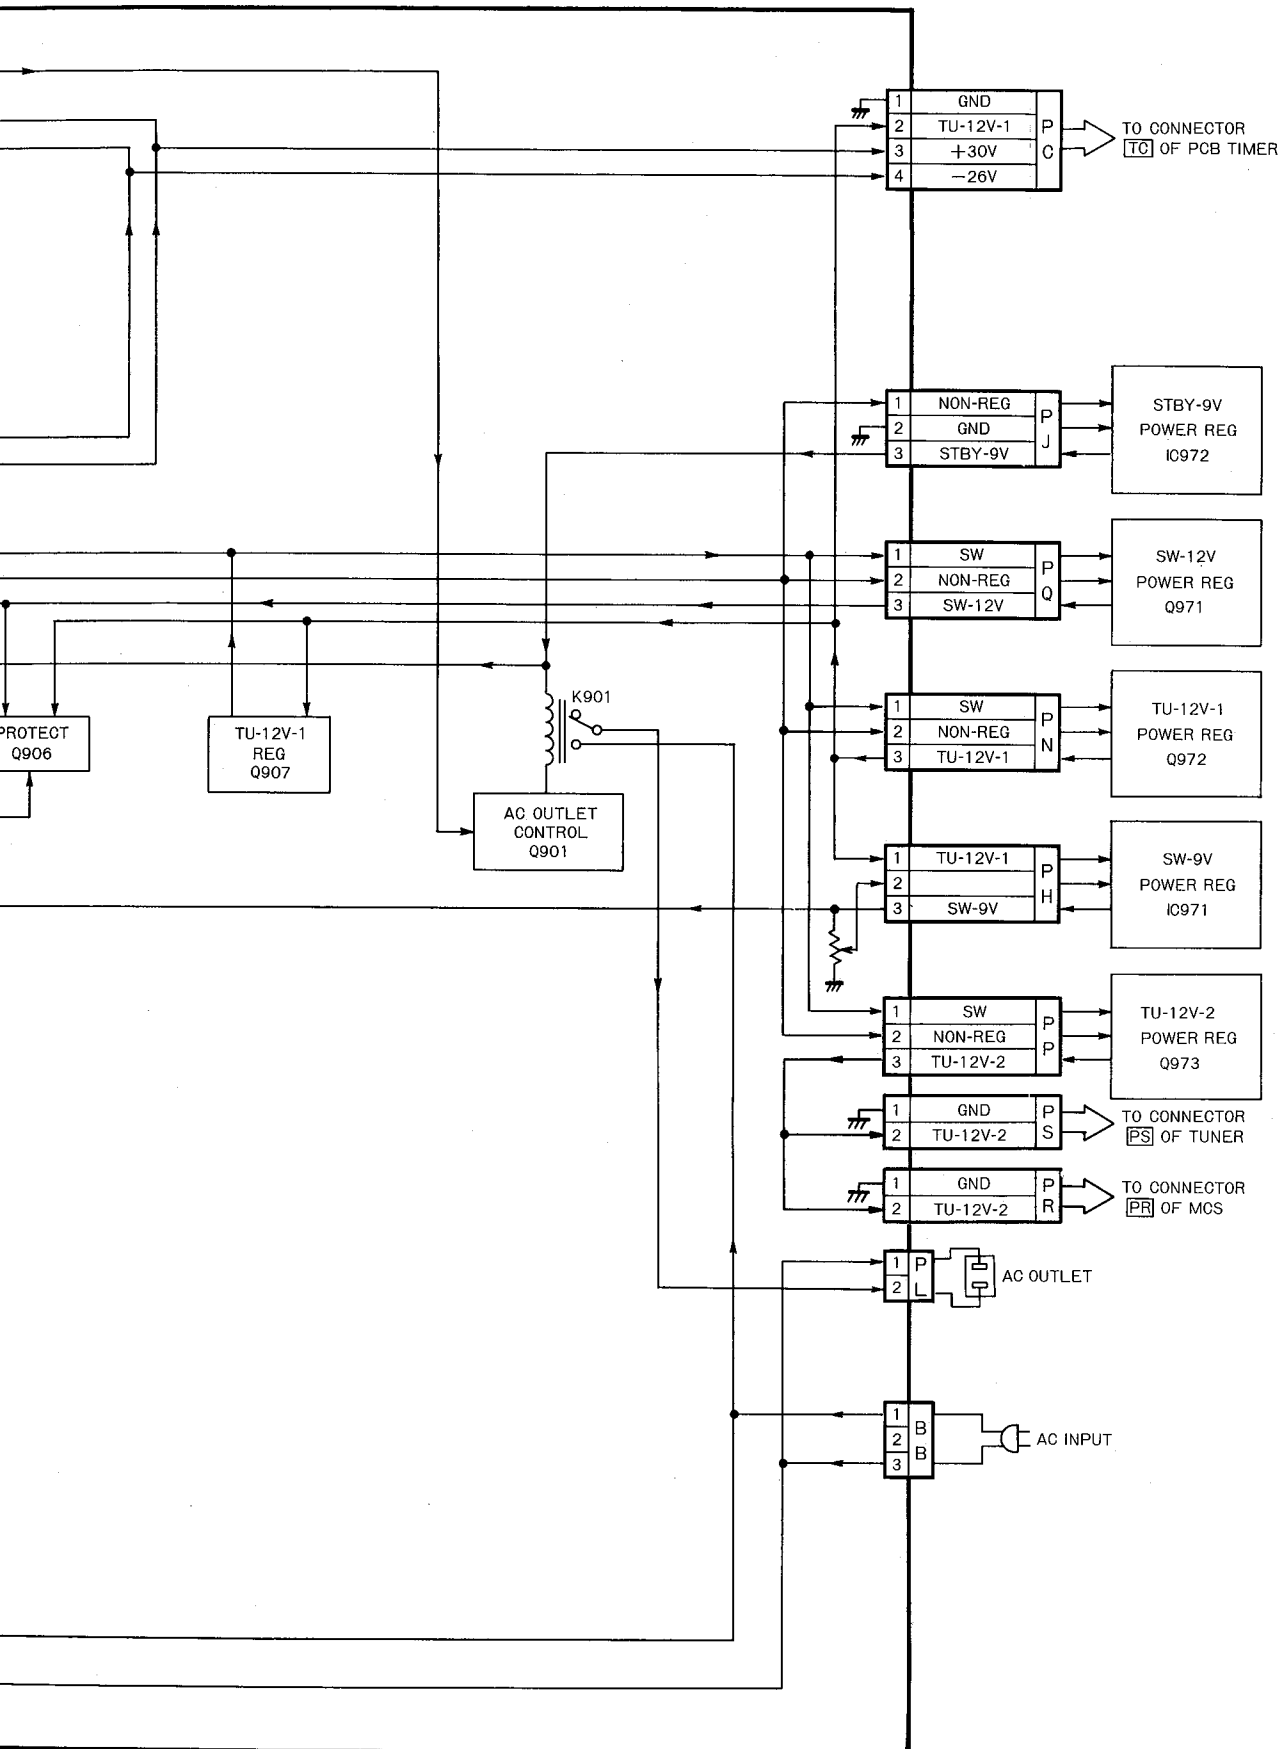 1 GND
2 TU-12V-1
3 +30V
4 -26V
P C
TO CONNECTOR
TC OF PCB TIMER
1 NON-REG
2 GND
3 STBY-9V
P J
STBY-9V
POWER REG
IC972
1 SW
2 NON-REG
3 SW-12V
P Q
SW-12V
POWER REG
Q971
1 SW
2 NON-REG
3 TU-12V-1
P N
TU-12V-1
POWER REG
Q972
PROTECT
Q906
TU-12V-1
REG
Q907
K901
AC OUTLET
CONTROL
Q901
1 TU-12V-1
2
3 SW-9V
P H
SW-9V
POWER REG
IC971
1 SW
2 NON-REG
3 TU-12V-2
P P
TU-12V-2
POWER REG
Q973
1 GND
2 TU-12V-2
P S
TO CONNECTOR
PS OF TUNER
1 GND
2 TU-12V-2
P R
TO CONNECTOR
PR OF MCS
1
2
P L
AC OUTLET
1
2
3
B B
AC INPUT